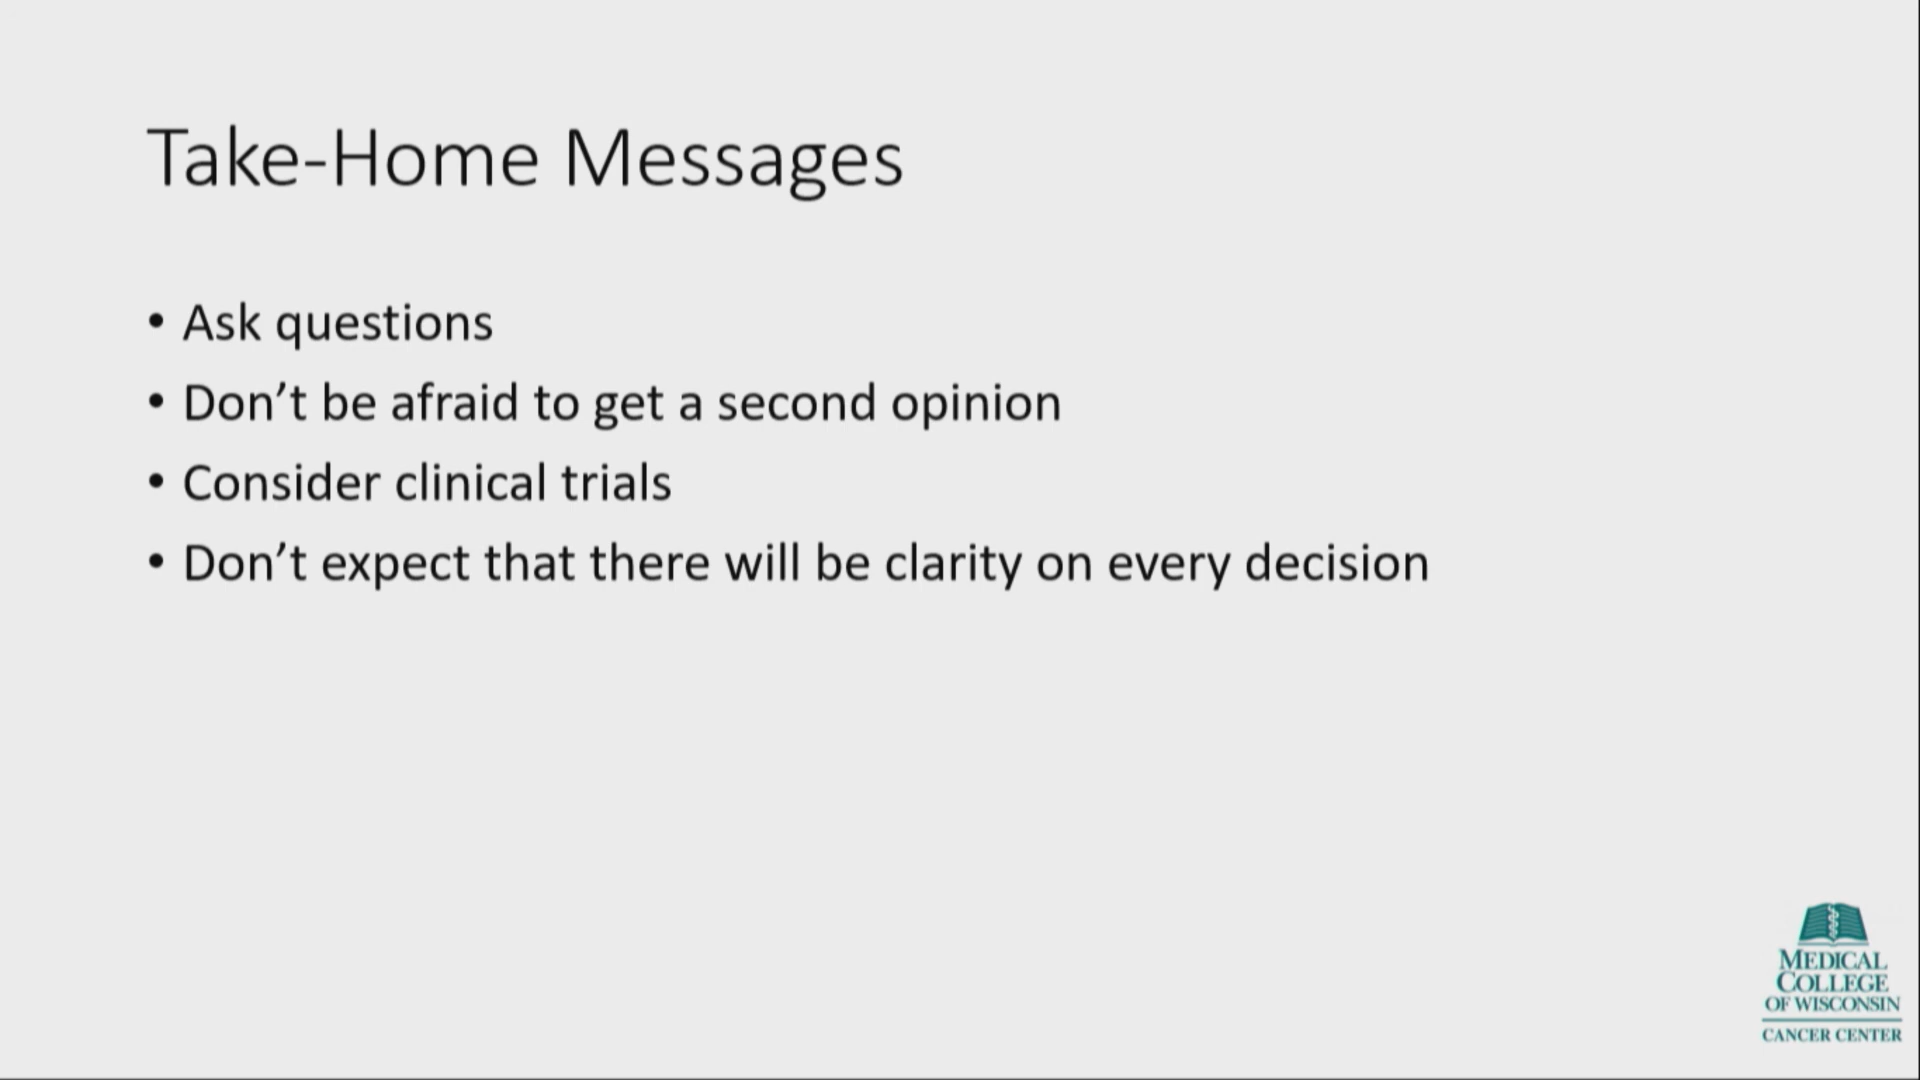 Take-Home Messages
• Ask questions
• Don’t be afraid to get a second opinion
• Consider clinical trials
• Don’t expect that there will be clarity on every decision
MEDICAL
COLLEGE
OF WISCONSIN
CANCER CENTER